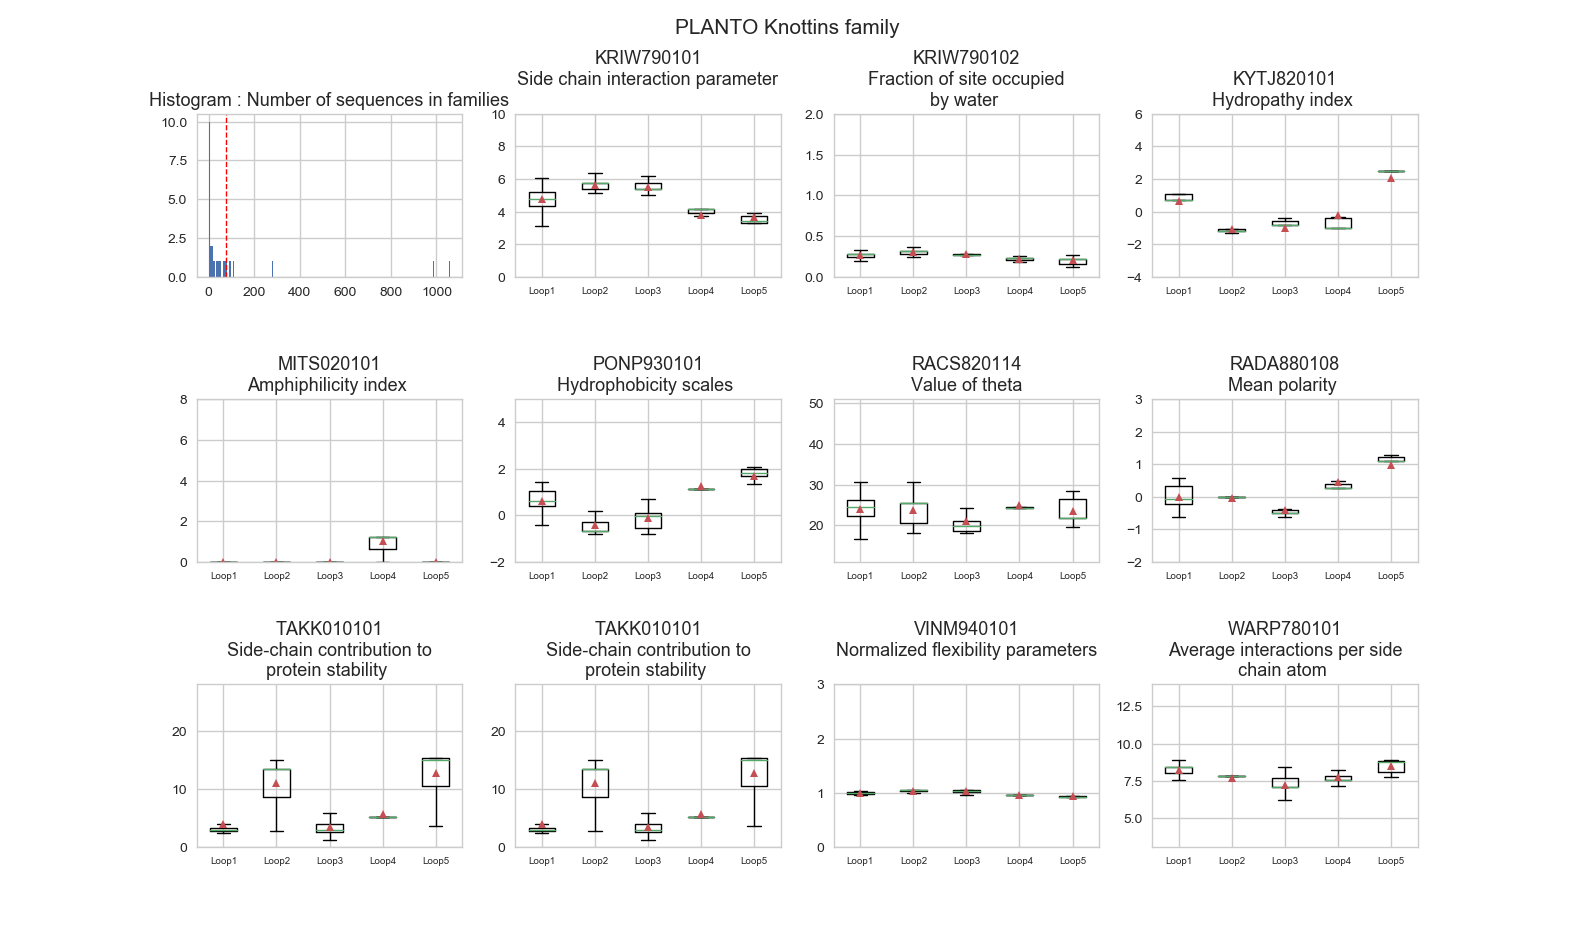 PLANTO Knottins family
Histogram : Number of sequences in families
10.0
7.5
5.0
2.5
0.0
0 200 400 600 800 1000
KRIW790101
Side chain interaction parameter
10
8
6
4
2
0
Loop1 Loop2 Loop3 Loop4 Loop5
KRIW790102
Fraction of site occupied
by water
2.0
1.5
1.0
0.5
0.0
Loop1 Loop2 Loop3 Loop4 Loop5
KYTJ820101
Hydropathy index
6
4
2
0
−2
−4
Loop1 Loop2 Loop3 Loop4 Loop5
MITS020101
Amphiphilicity index
8
6
4
2
0
Loop1 Loop2 Loop3 Loop4 Loop5
PONP930101
Hydrophobicity scales
4
2
0
−2
Loop1 Loop2 Loop3 Loop4 Loop5
RACS820114
Value of theta
50
40
30
20
Loop1 Loop2 Loop3 Loop4 Loop5
RADA880108
Mean polarity
3
2
1
0
−1
−2
Loop1 Loop2 Loop3 Loop4 Loop5
TAKK010101
Side-chain contribution to
protein stability
20
10
0
Loop1 Loop2 Loop3 Loop4 Loop5
TAKK010101
Side-chain contribution to
protein stability
20
10
0
Loop1 Loop2 Loop3 Loop4 Loop5
VINM940101
Normalized flexibility parameters
3
2
1
0
Loop1 Loop2 Loop3 Loop4 Loop5
WARP780101
Average interactions per side
chain atom
12.5
10.0
7.5
5.0
Loop1 Loop2 Loop3 Loop4 Loop5